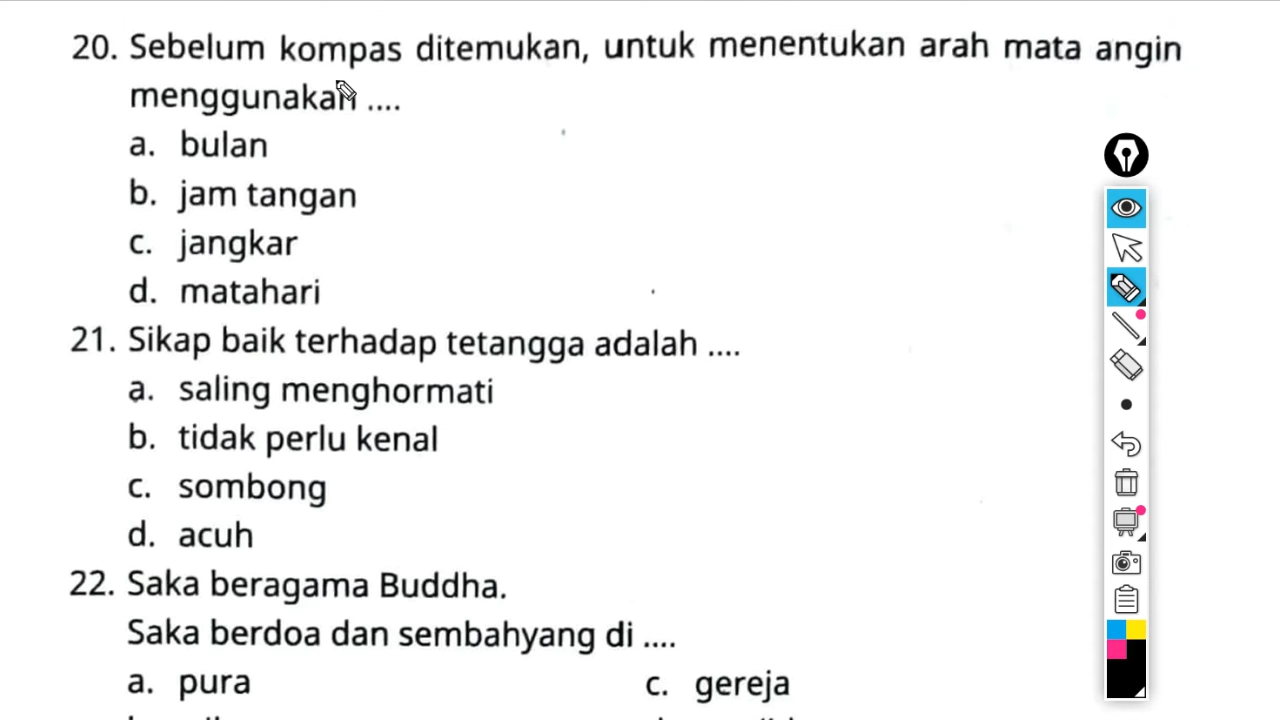 20. Sebelum kompas ditemukan, untuk menentukan arah mata angin
menggunakan ....
a. bulan
b. jam tangan
c. jangkar
d. matahari
21. Sikap baik terhadap tetangga adalah ....
a. saling menghormati
b. tidak perlu kenal
c. sombong
d. acuh
22. Saka beragama Buddha.
Saka berdoa dan sembahyang di ....
a. pura
c. gereja